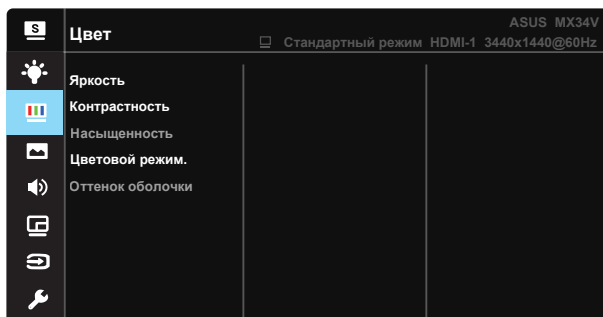 S
Цвет
ASUS MX34V
Стандартный режим HDMI-1 3440x1440@60Hz
Яркость
Контрастность
Насыщенность
Цветовой режим.
Оттенок оболочки